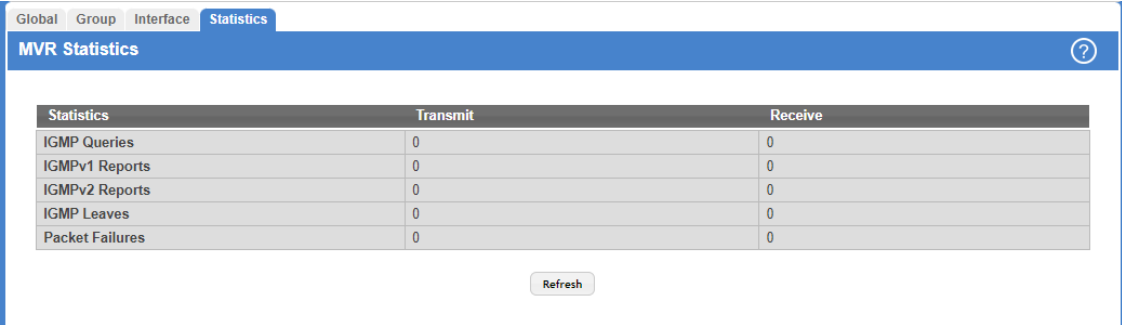 Global Group Interface Statistics
MVR Statistics ?
Statistics Transmit Receive
IGMP Queries 0 0
IGMPv1 Reports 0 0
IGMPv2 Reports 0 0
IGMP Leaves 0 0
Packet Failures 0 0
Refresh